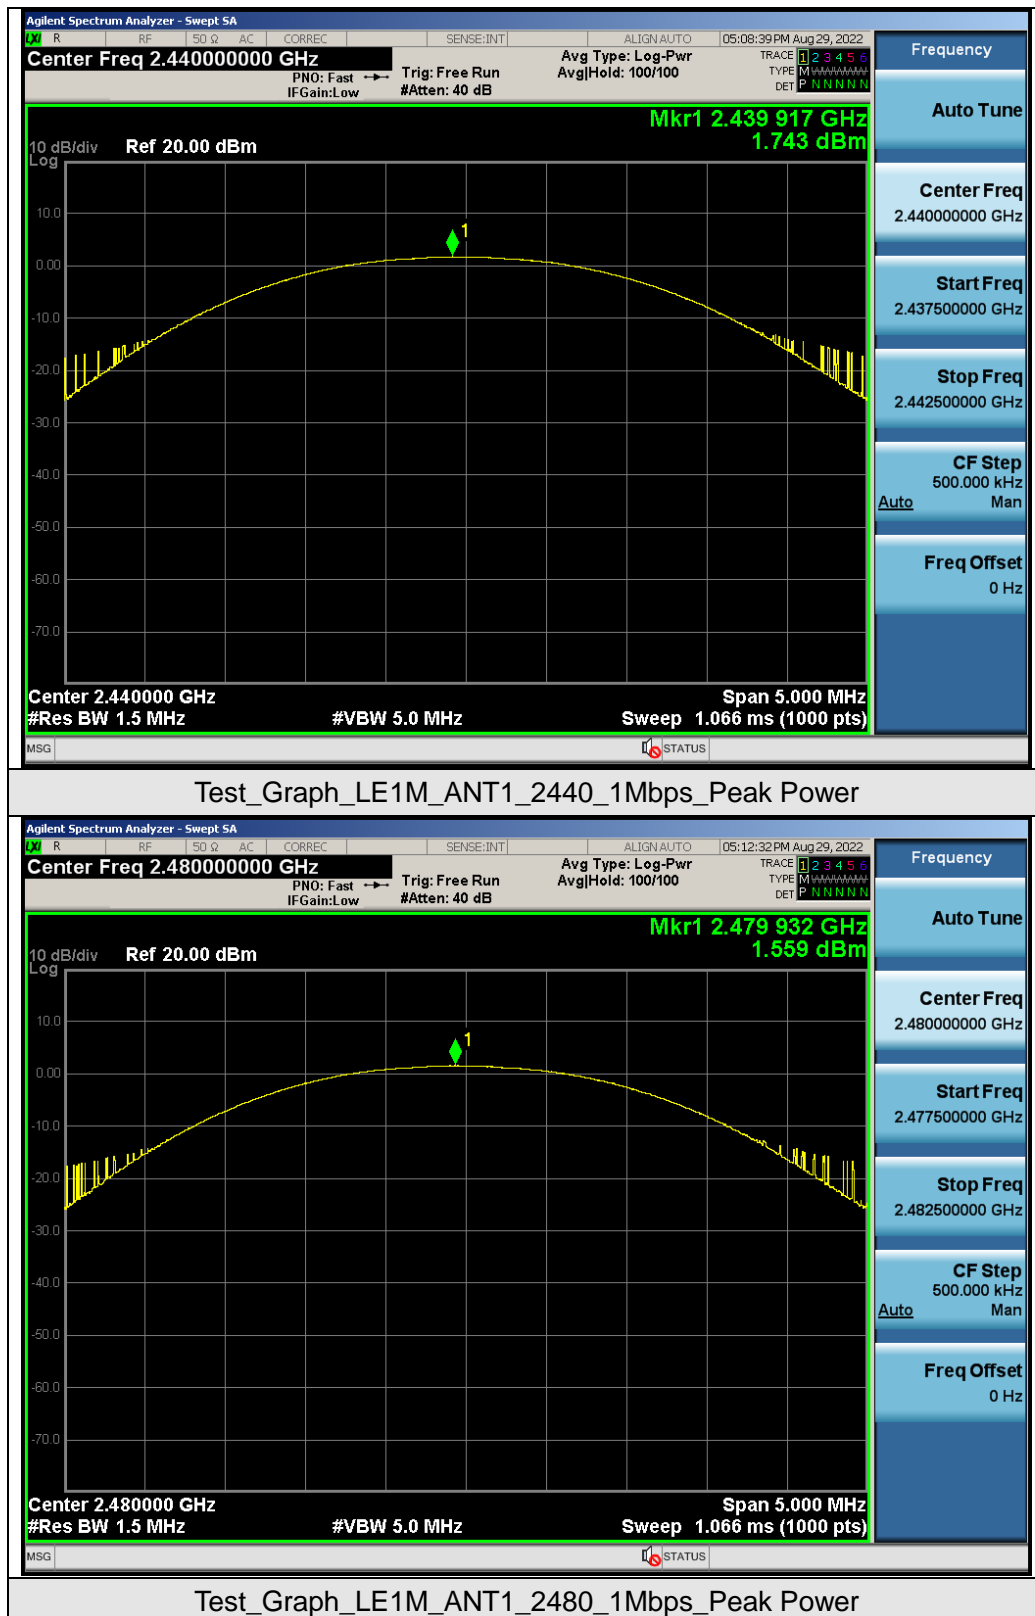 Agilent Spectrum Analyzer - Swept SA
LXI R RF 50 Ω AC CORREC SENSE:INT ALIGN AUTO 05:08:39 PM Aug 29, 2022
Center Freq 2.440000000 GHz
PNO: Fast
IFGain:Low
Trig: Free Run
#Atten: 40 dB
Avg Type: Log-Pwr
Avg|Hold: 100/100
TRACE 1 2 3 4 5 6
TYPE M
DET P N N N N N
Mkr1 2.439 917 GHz
1.743 dBm
10 dB/div Ref 20.00 dBm
Log
10.0
0.00
-10.0
-20.0
-30.0
-40.0
-50.0
-60.0
-70.0
1
Center 2.440000 GHz Span 5.000 MHz
#Res BW 1.5 MHz #VBW 5.0 MHz Sweep 1.066 ms (1000 pts)
MSG STATUS
Frequency
Auto Tune
Center Freq
2.440000000 GHz
Start Freq
2.437500000 GHz
Stop Freq
2.442500000 GHz
CF Step
500.000 kHz
Auto Man
Freq Offset
0 Hz
Test_Graph_LE1M_ANT1_2440_1Mbps_Peak Power
Agilent Spectrum Analyzer - Swept SA
LXI R RF 50 Ω AC CORREC SENSE:INT ALIGN AUTO 05:12:32 PM Aug 29, 2022
Center Freq 2.480000000 GHz
PNO: Fast
IFGain:Low
Trig: Free Run
#Atten: 40 dB
Avg Type: Log-Pwr
Avg|Hold: 100/100
TRACE 1 2 3 4 5 6
TYPE M
DET P N N N N N
Mkr1 2.479 932 GHz
1.559 dBm
10 dB/div Ref 20.00 dBm
Log
10.0
0.00
-10.0
-20.0
-30.0
-40.0
-50.0
-60.0
-70.0
1
Center 2.480000 GHz Span 5.000 MHz
#Res BW 1.5 MHz #VBW 5.0 MHz Sweep 1.066 ms (1000 pts)
MSG STATUS
Frequency
Auto Tune
Center Freq
2.480000000 GHz
Start Freq
2.477500000 GHz
Stop Freq
2.482500000 GHz
CF Step
500.000 kHz
Auto Man
Freq Offset
0 Hz
Test_Graph_LE1M_ANT1_2480_1Mbps_Peak Power